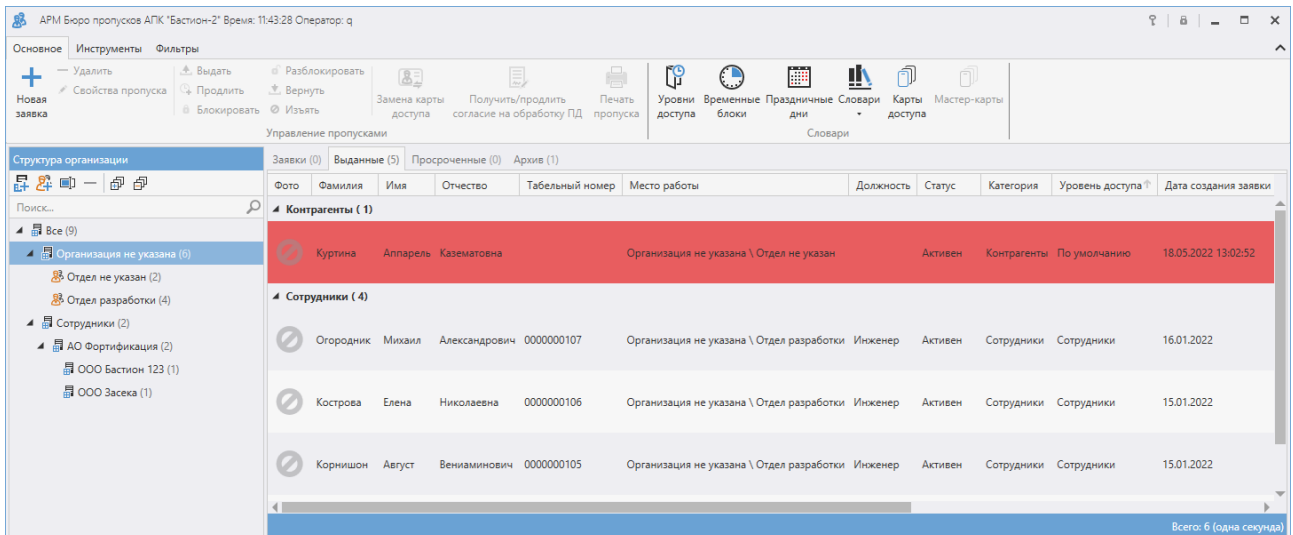 АРМ Бюро пропусков АПК "Бастион-2" Время: 11:43:28 Оператор: q
Основное Инструменты Фильтры
Новая заявка
Удалить
Свойства пропуска
Выдать
Продлить
Блокировать
Разблокировать
Вернуть
Изъять
Замена карты доступа
Получить/продлить согласие на обработку ПД
Печать пропуска
Управление пропусками
Уровни доступа
Временные блоки
Праздничные дни
Словари
Карты доступа
Мастер-карты
Словари
Структура организации
Поиск...
Все (9)
Организация не указана (6)
Отдел не указан (2)
Отдел разработки (4)
Сотрудники (2)
АО Фортификация (2)
ООО Бастион 123 (1)
ООО Засека (1)
Заявки (0) Выданные (5) Просроченные (0) Архив (1)
Фото Фамилия Имя Отчество Табельный номер Место работы Должность Статус Категория Уровень доступа Дата создания заявки
Контрагенты ( 1)
Куртина Аппарель Казематовна Организация не указана \ Отдел не указан Активен Контрагенты По умолчанию 18.05.2022 13:02:52
Сотрудники ( 4)
Огородник Михаил Александрович 0000000107 Организация не указана \ Отдел разработки Инженер Активен Сотрудники Сотрудники 16.01.2022
Кострова Елена Николаевна 0000000106 Организация не указана \ Отдел разработки Инженер Активен Сотрудники Сотрудники 15.01.2022
Корнишон Август Вениаминович 0000000105 Организация не указана \ Отдел разработки Инженер Активен Сотрудники Сотрудники 15.01.2022
Всего: 6 (одна секунда)